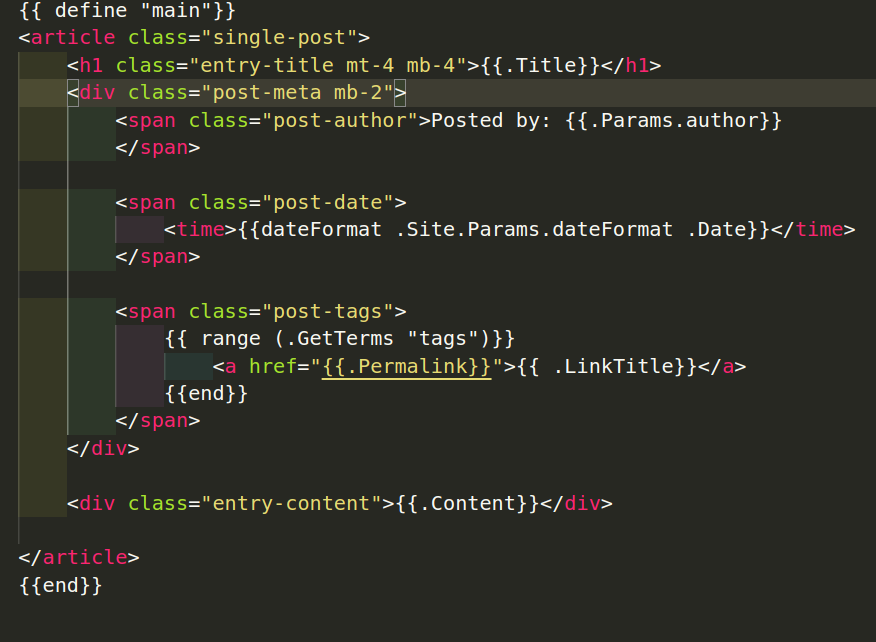 {{ define "main"}}
<article class="single-post">
    <h1 class="entry-title mt-4 mb-4">{{.Title}}</h1>
    <div class="post-meta mb-2">
        <span class="post-author">Posted by: {{.Params.author}}
        </span>

        <span class="post-date">
            <time>{{dateFormat .Site.Params.dateFormat .Date}}</time>
        </span>

        <span class="post-tags">
            {{ range (.GetTerms "tags")}}
                <a href="{{.Permalink}}">{{ .LinkTitle}}</a>
            {{end}}
        </span>
    </div>

    <div class="entry-content">{{.Content}}</div>

</article>
{{end}}